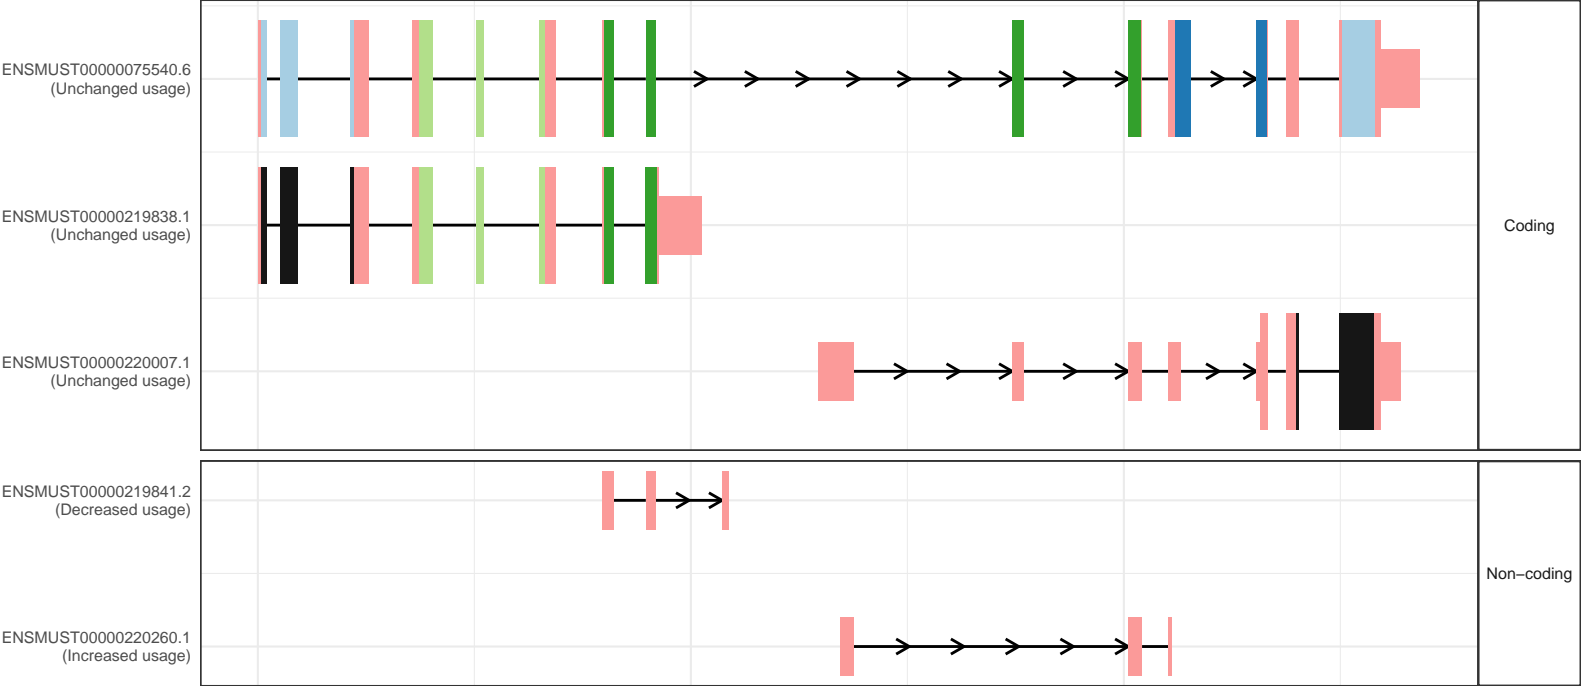 ENSMUST00000075540.6
(Unchanged usage)
ENSMUST00000219838.1
(Unchanged usage)
Coding
ENSMUST00000220007.1
(Unchanged usage)
ENSMUST00000219841.2
(Decreased usage)
Non−coding
ENSMUST00000220260.1
(Increased usage)